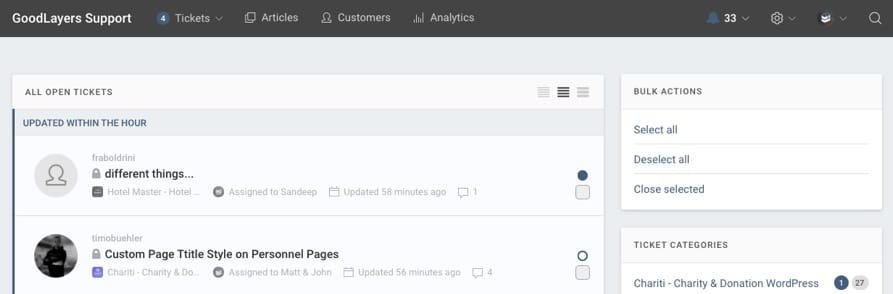 GoodLayers Support 4 Tickets Articles Customers Analytics 33
ALL OPEN TICKETS
UPDATED WITHIN THE HOUR
fraboldrini
different things...
Hotel Master - Hotel ... Assigned to Sandeep Updated 58 minutes ago 1
timobuehler
Custom Page Ttitle Style on Personnel Pages
Chariti - Charity & Do... Assigned to Matt & John Updated 56 minutes ago 4
BULK ACTIONS
Select all
Deselect all
Close selected
TICKET CATEGORIES
Chariti - Charity & Donation WordPress 1 27